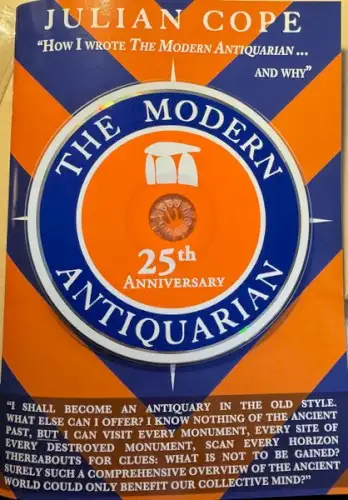 JULIAN COPE
"HOW I WROTE THE MODERN ANTIQUARIAN ...
AND WHY"
THE MODERN
25th
ANNIVERSARY
ANTIQUARIAN
"I SHALL BECOME AN ANTIQUARY IN THE OLD STYLE.
WHAT ELSE CAN I OFFER? I KNOW NOTHING OF THE ANCIENT
PAST, BUT I CAN VISIT EVERY MONUMENT, EVERY SITE OF
EVERY DESTROYED MONUMENT, SCAN EVERY HORIZON
THEREABOUTS FOR CLUES: WHAT IS NOT TO BE GAINED?
SURELY SUCH A COMPREHENSIVE OVERVIEW OF THE ANCIENT
WORLD COULD ONLY BENEFIT OUR COLLECTIVE MIND?"